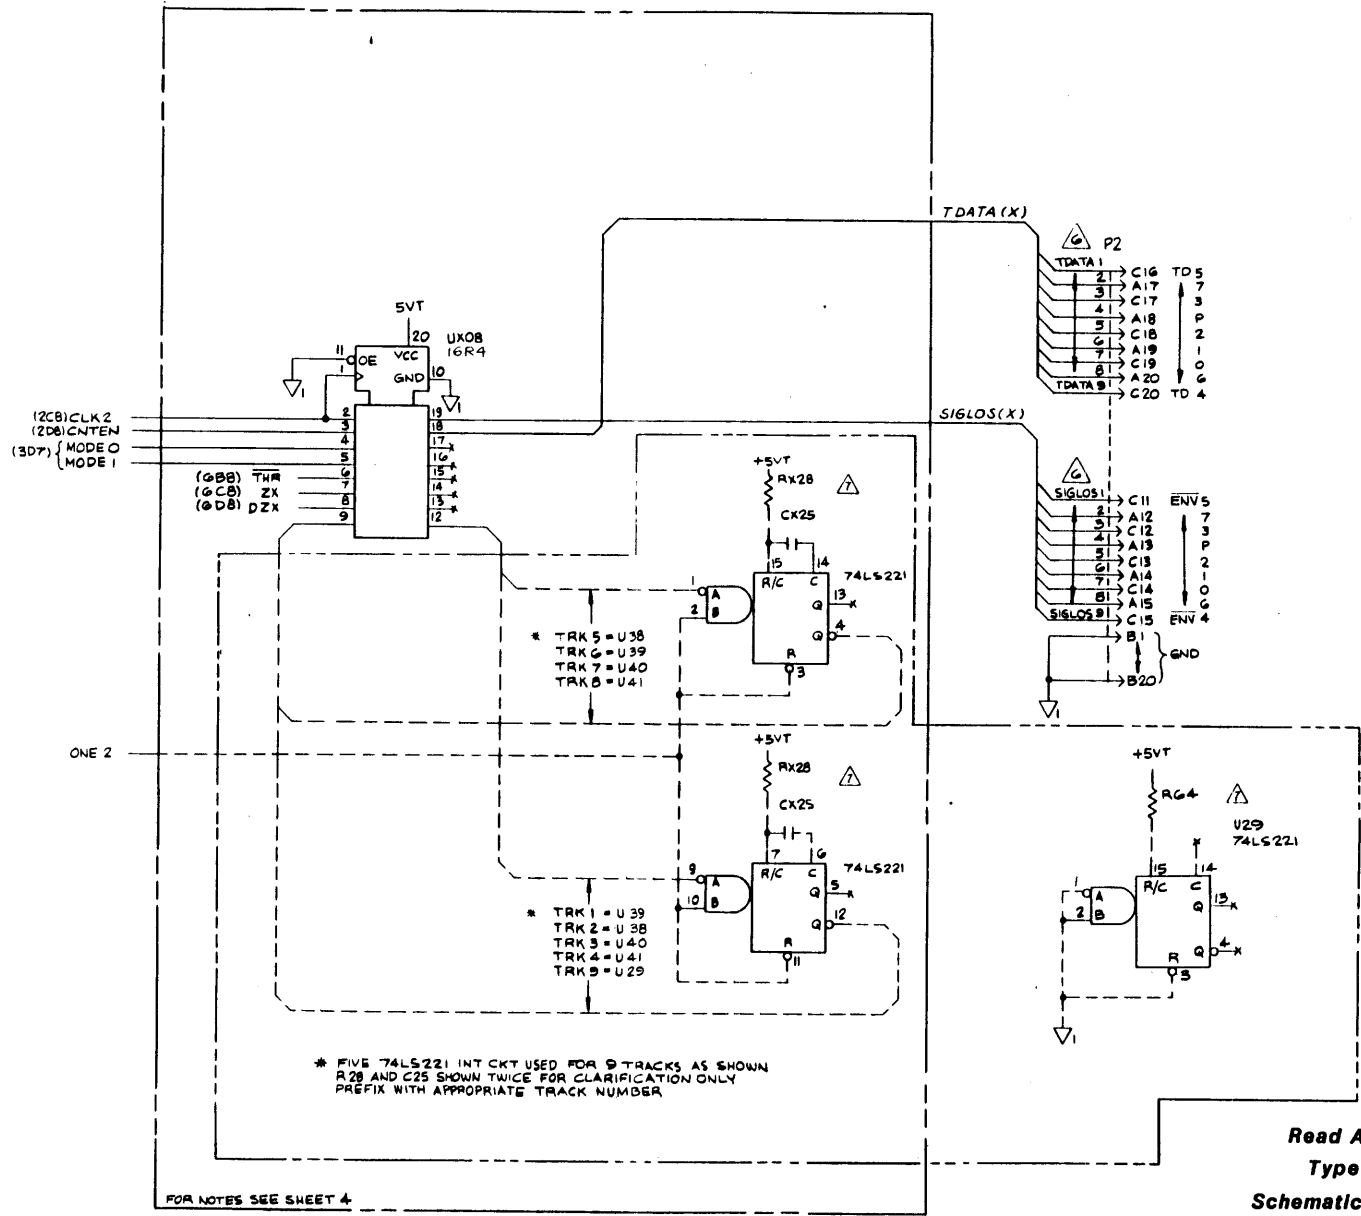 TDATA(X)
6 P2
TDATA 1 C16 TD 5
2 A17 7
3 C17 3
4 A18 P
5 C18 2
6 A19 1
7 C19 0
8 A20 6
TDATA 9 C20 TD 4
5VT
20 UX08
16R4
11 OE VCC
1 GND 10
1
1
(2C8) CLK2 2 19
(2D8) CNTEN 3 18
(3D7) { MODE 0 4 17
MODE 1 5 16
(6B8) THR 6 15
(6C8) ZX 7 14
(6D8) DZX 8 13
9 12
SIGLOS(X)
6
SIGLOS 1 C11 ENV 5
2 A12 7
3 C12 3
4 A13 P
5 C13 2
6 A14 1
7 C14 0
8 A15 6
SIGLOS 9 C15 ENV 4
B1
GND
B20
1
+5VT
RX28 7
CX25
15 14
R/C C 74LS221
1 A
2 B
Q 13
Q 4
R
3
* TRK 5 = U38
TRK 6 = U39
TRK 7 = U40
TRK 8 = U41
ONE 2
+5VT
RX28 7
CX25
7 6
R/C C 74LS221
9 A
10 B
Q 5
Q 12
R
11
* TRK 1 = U39
TRK 2 = U38
TRK 3 = U40
TRK 4 = U41
TRK 9 = U29
+5VT
R64 7
U29
74LS221
15 14
R/C C
1 A
2 B
Q 13
Q 4
R
3
1
* FIVE 74LS221 INT CKT USED FOR 9 TRACKS AS SHOWN
R28 AND C25 SHOWN TWICE FOR CLARIFICATION ONLY
PREFIX WITH APPROPRIATE TRACK NUMBER
Read A
Type
Schematic
FOR NOTES SEE SHEET 4